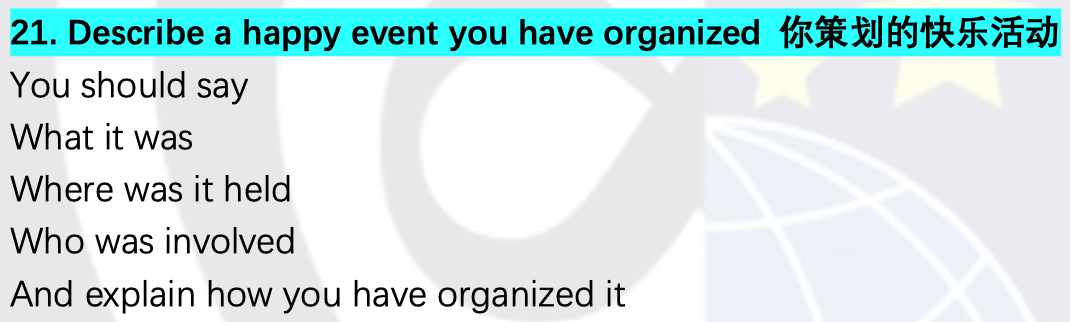 21. Describe a happy event you have organized 你策划的快乐活动
You should say
What it was
Where was it held
Who was involved
And explain how you have organized it